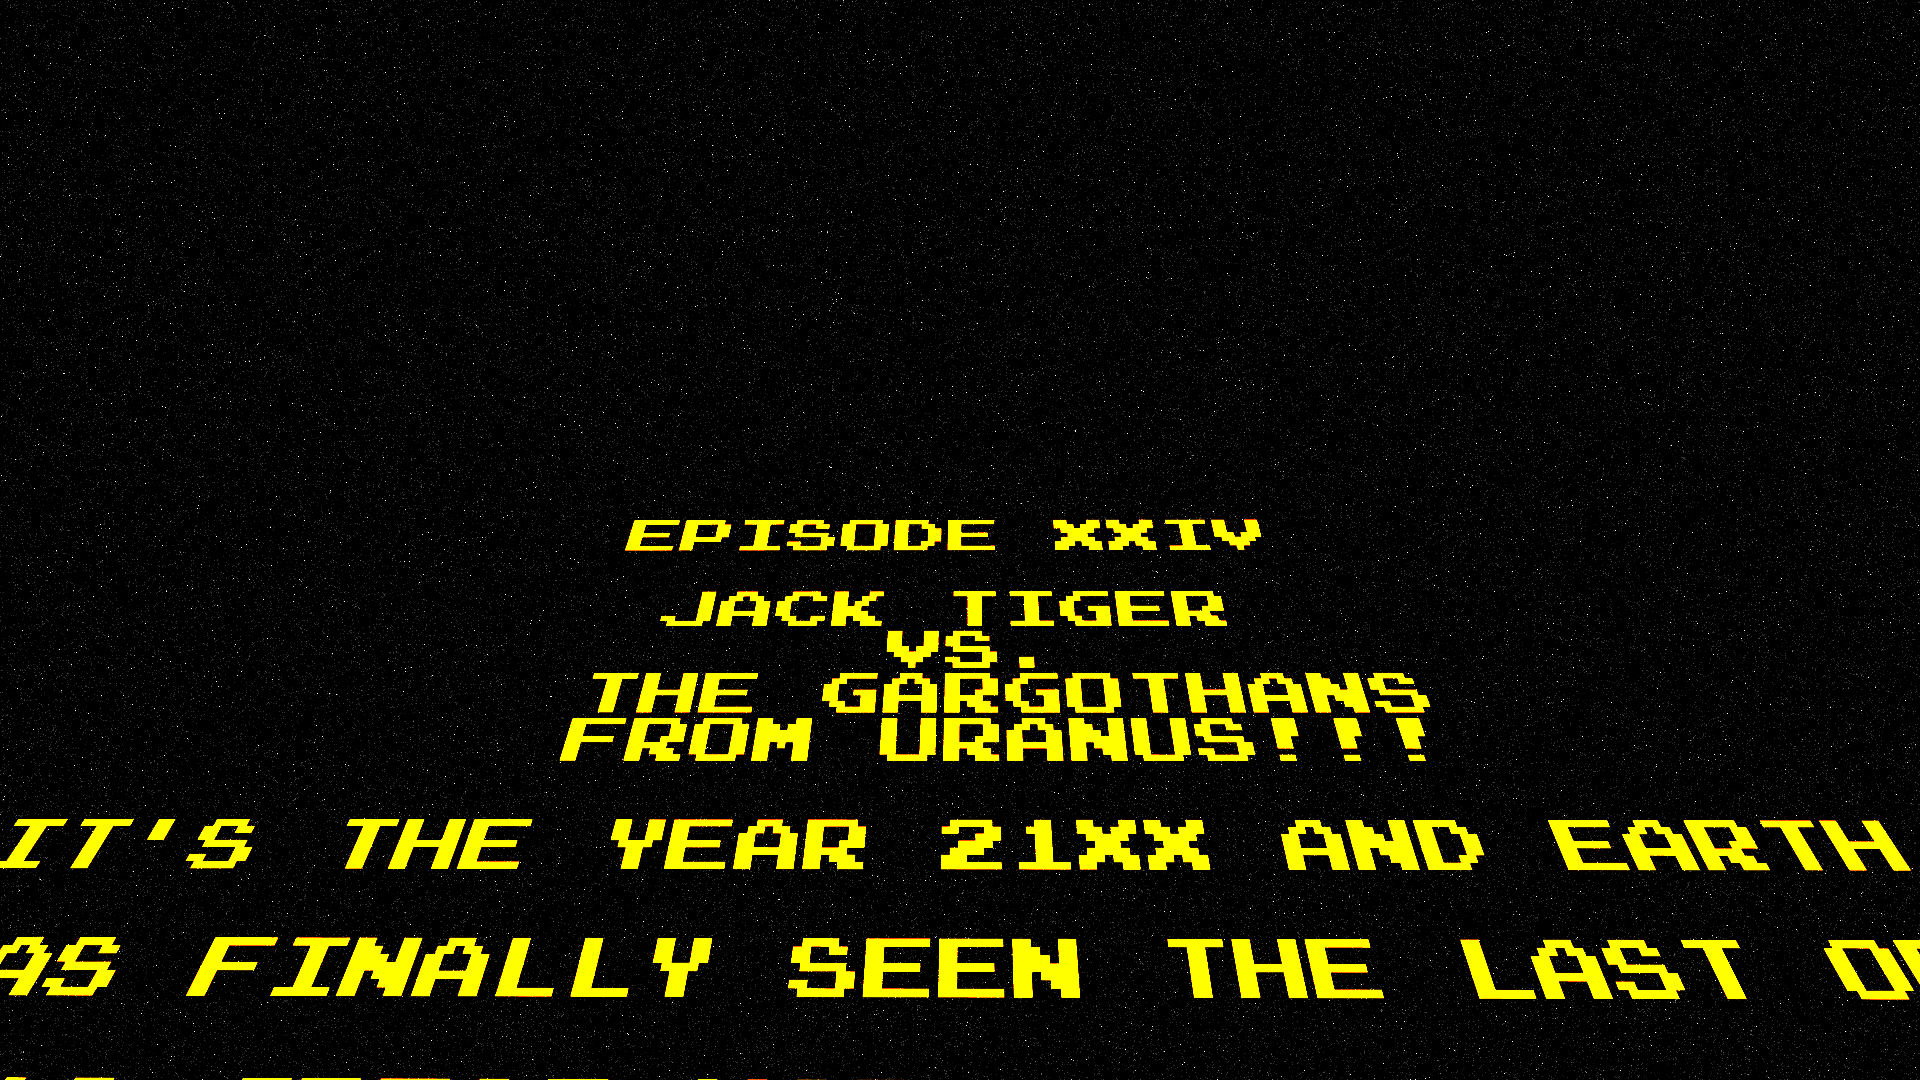 EPISODE XXIV
JACK TIGER
VS.
THE GARGOTHANS
FROM URANUS!!!
IT'S THE YEAR 21XX AND EARTH
AS FINALLY SEEN THE LAST